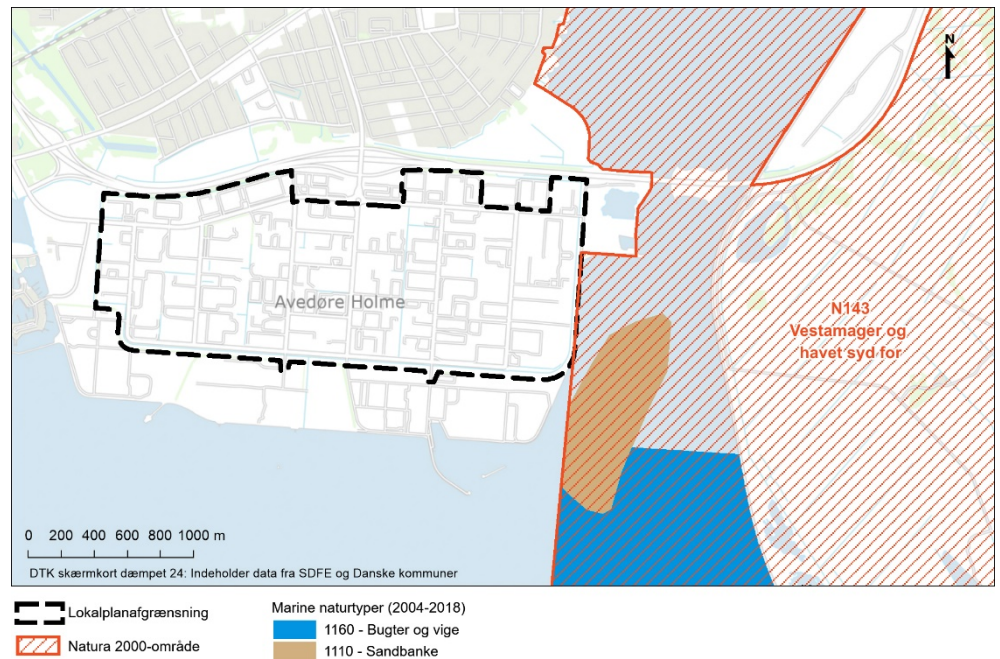 N
Avedøre Holme
N143
Vestamager og
havet syd for
0 200 400 600 800 1000 m
DTK skærmkort dæmpet 24: Indeholder data fra SDFE og Danske kommuner
Lokalplanafgrænsning
Natura 2000-område
Marine naturtyper (2004-2018)
1160 - Bugter og vige
1110 - Sandbanke